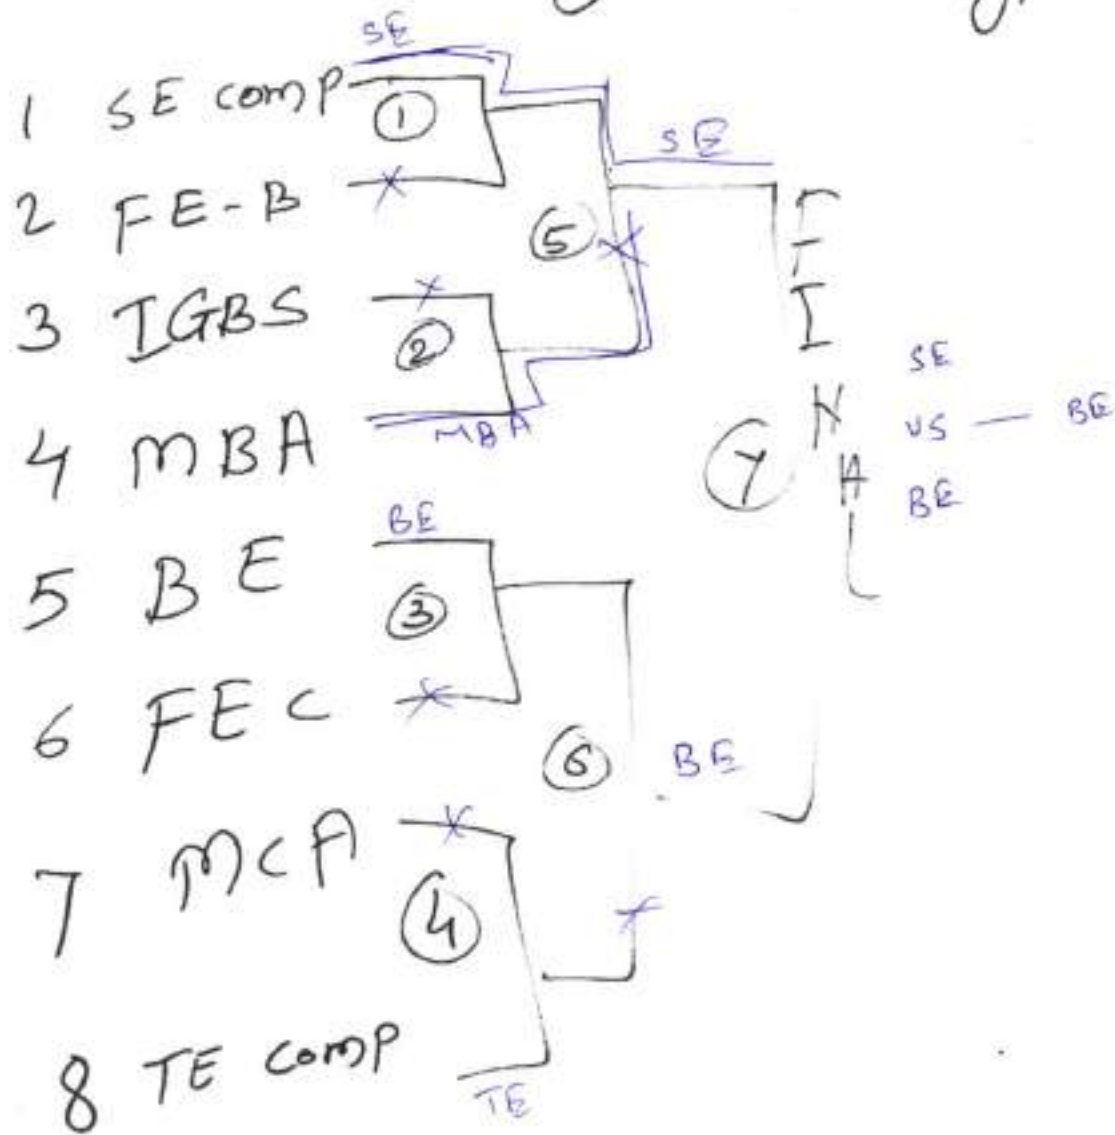 SE
1 SE comp
①
2 FE-B
SE
⑤
3 IGBS
②
4 MBA
MBA
FINAL
⑦
SE
VS — BE
BE
BE
5 BE
③
6 FEC
⑥
BE
7 MCA
④
8 TE comp
TE